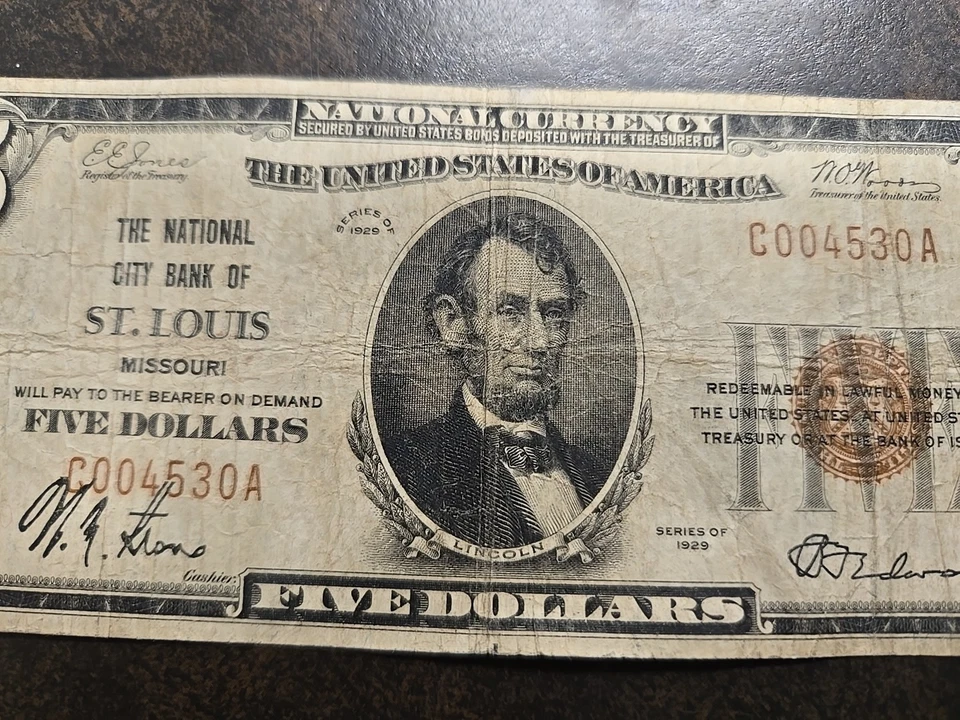 NATIONAL CURRENCY
SECURED BY UNITED STATES BONDS DEPOSITED WITH THE TREASURER OF
THE UNITED STATES OF AMERICA
E E Jones
Register of the Treasury
W O Woods
Treasurer of the United States.
SERIES OF
1929
C004530A
THE NATIONAL
CITY BANK OF
ST. LOUIS
MISSOURI
WILL PAY TO THE BEARER ON DEMAND
FIVE DOLLARS
C004530A
REDEEMABLE IN LAWFUL MONEY
THE UNITED STATES AT UNITED ST
TREASURY OR AT THE BANK OF IS
LINCOLN
SERIES OF
1929
Cashier.
FIVE DOLLARS